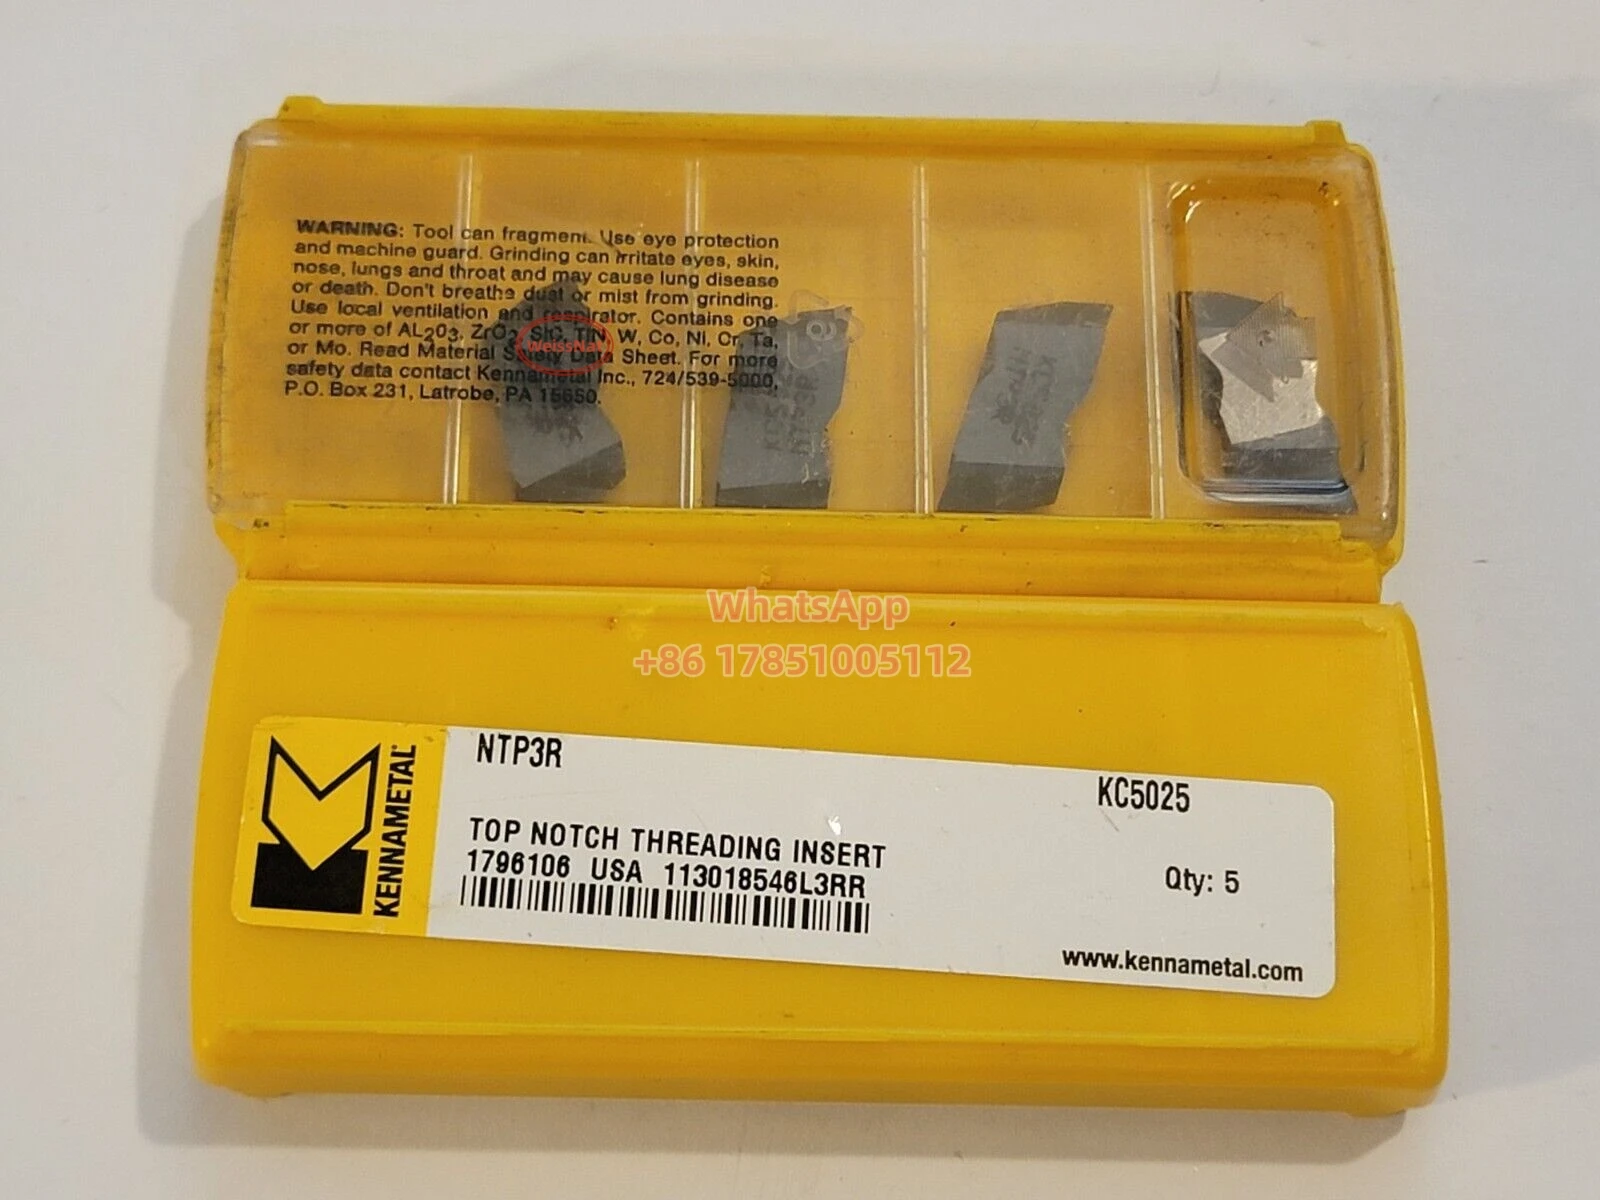 WARNING: Tool can fragment. Use eye protection
and machine guard. Grinding can irritate eyes, skin,
nose, lungs and throat and may cause lung disease
or death. Don't breathe dust or mist from grinding.
Use local ventilation and respirator. Contains one
or more of AL2O3, ZrO2, SiC, TiN, W, Co, Ni, Cr, Ta,
or Mo. Read Material Safety Data Sheet. For more
safety data contact Kennametal Inc., 724/539-5000,
P.O. Box 231, Latrobe, PA 15650.
WeissNat
KC5025
NTP3R
WhatsApp
+86 17851005112
KENNAMETAL
NTP3R
KC5025
TOP NOTCH THREADING INSERT
1796106 USA 113018546L3RR
Qty: 5
www.kennametal.com